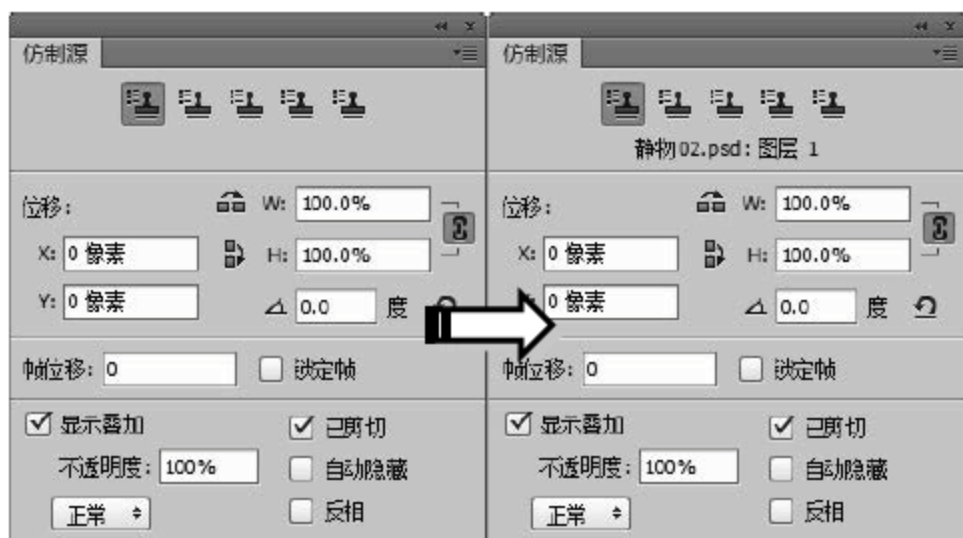 仿制源
位移:
W: 100.0%
X: 0 像素
H: 100.0%
Y: 0 像素
0.0 度
帧位移: 0
锁定帧
显示叠加
已剪切
不透明度: 100%
自动隐藏
正常
反相
仿制源
静物02.psd: 图层 1
位移:
W: 100.0%
X: 0 像素
H: 100.0%
0 像素
0.0 度
帧位移: 0
锁定帧
显示叠加
已剪切
不透明度: 100%
自动隐藏
正常
反相